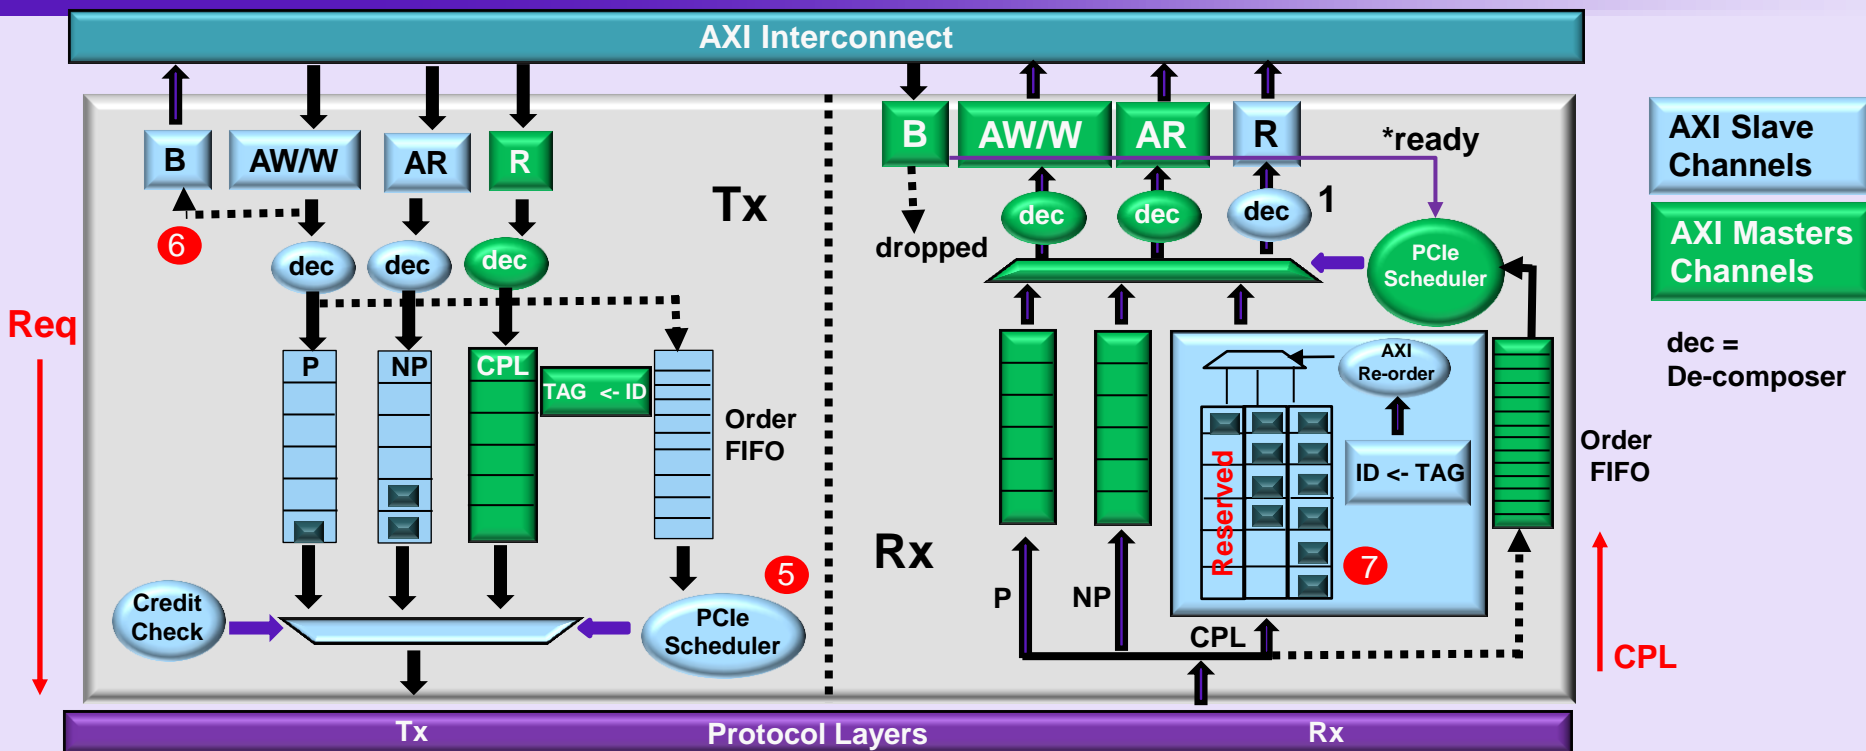 AXI Interconnect
B
AW/W
AR
R
B
AW/W
AR
R
*ready
AXI Slave
Channels
Tx
dec
dec
dec
1
6
dec
dec
dec
dropped
PCIe
Scheduler
AXI Masters
Channels
Req
P
NP
CPL
TAG <- ID
Order
FIFO
AXI
Re-order
dec =
De-composer
Reserved
ID <- TAG
Order
FIFO
Rx
5
7
Credit
Check
PCIe
Scheduler
P
NP
CPL
CPL
Tx
Protocol Layers
Rx